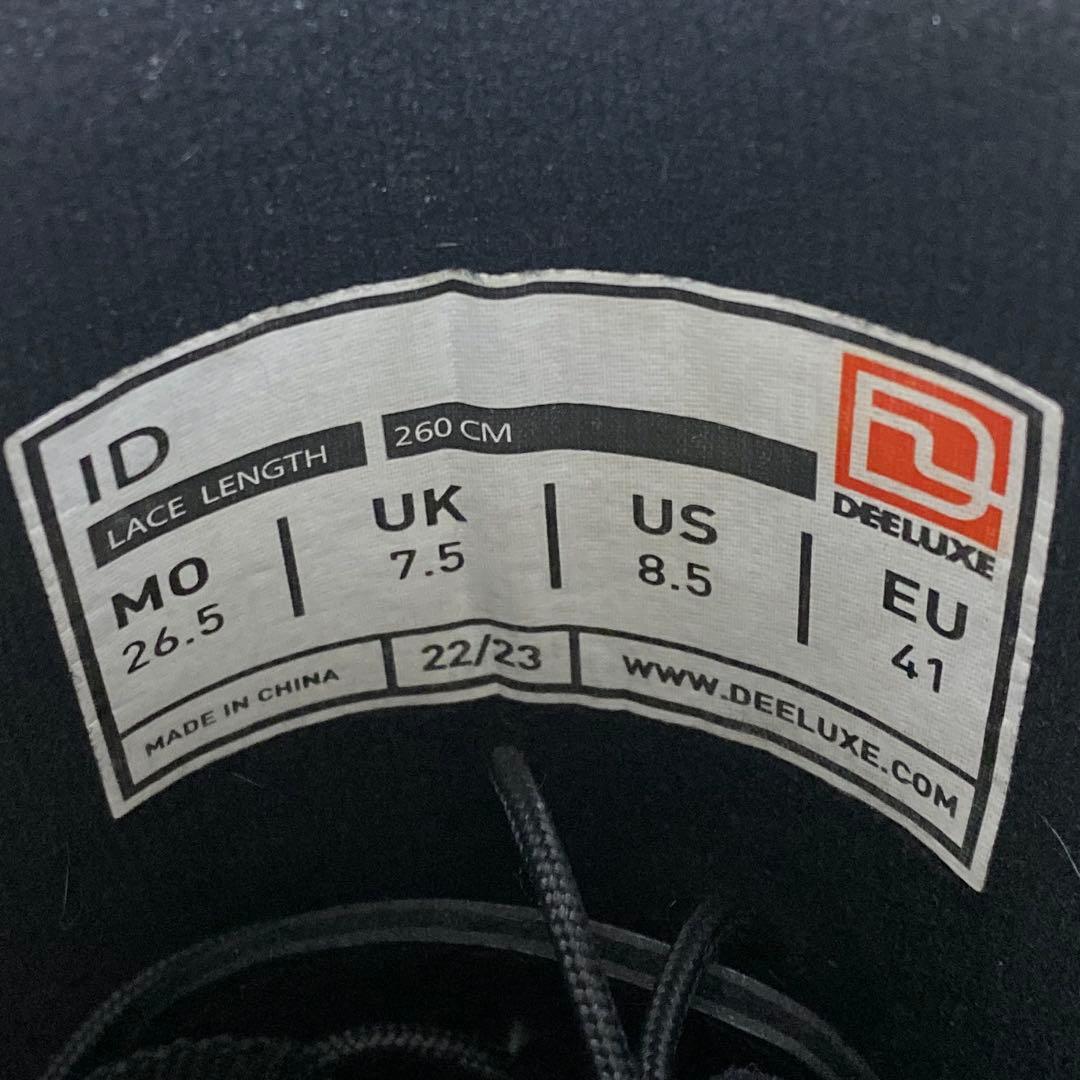 ID
LACE LENGTH 260 CM
MO UK US EU
26.5 7.5 8.5 41
DEELUXE
MADE IN CHINA 22/23 WWW.DEELUXE.COM